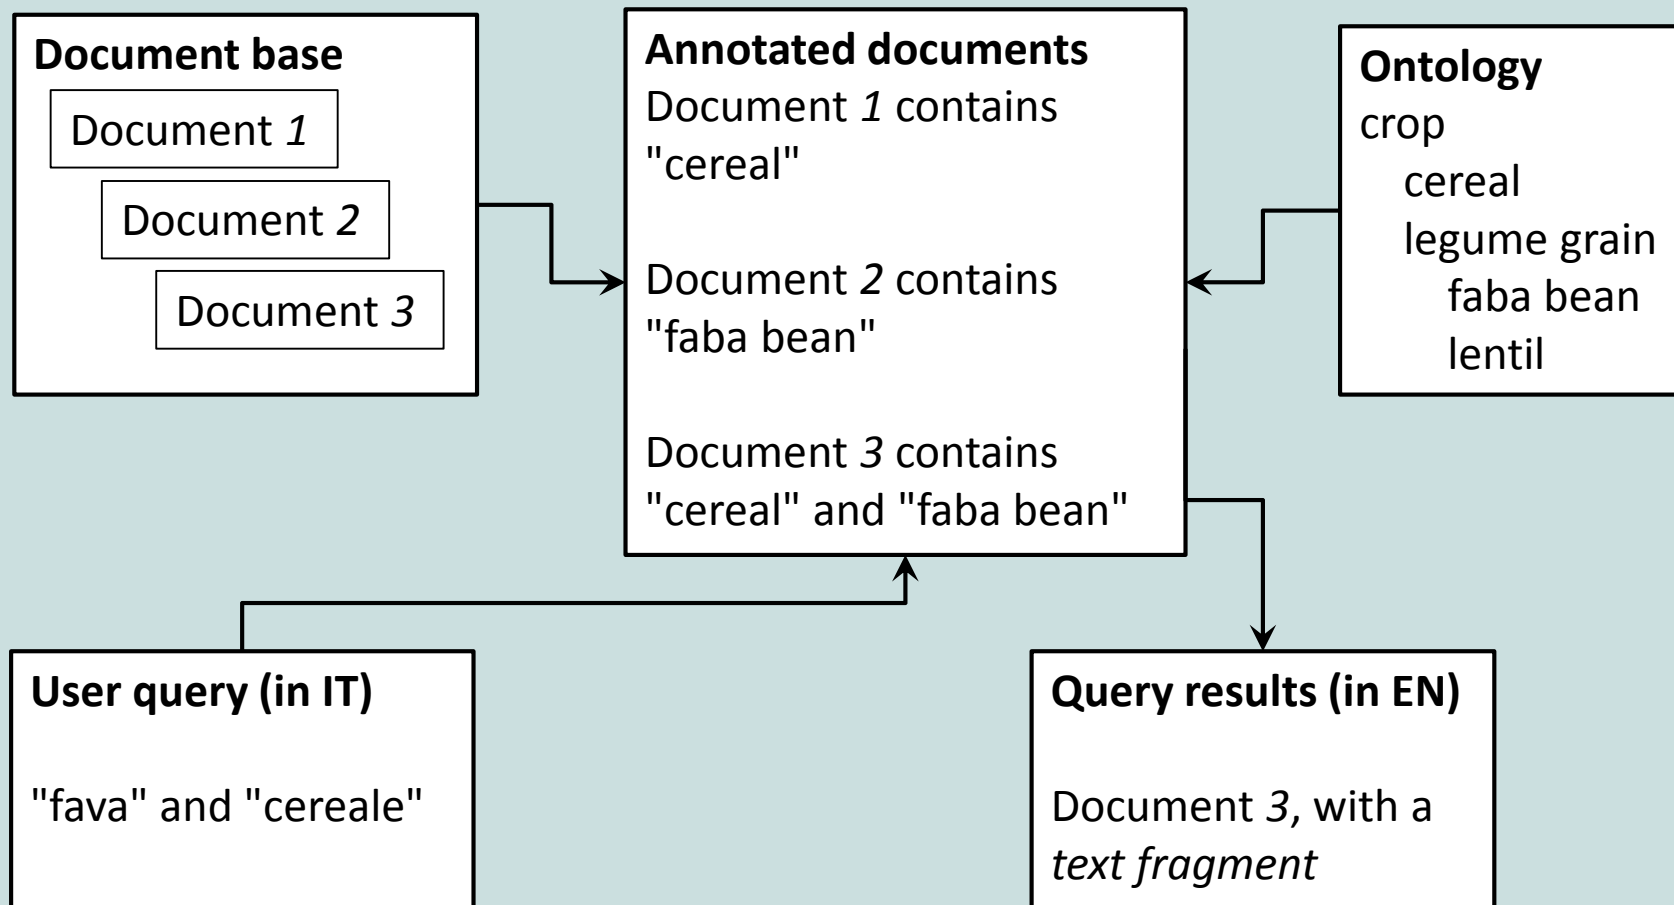 Document base
Document 1
Document 2
Document 3
Annotated documents
Document 1 contains
"cereal"
Document 2 contains
"faba bean"
Document 3 contains
"cereal" and "faba bean"
Ontology
crop
cereal
legume grain
faba bean
lentil
User query (in IT)
"fava" and "cereale"
Query results (in EN)
Document 3, with a
text fragment